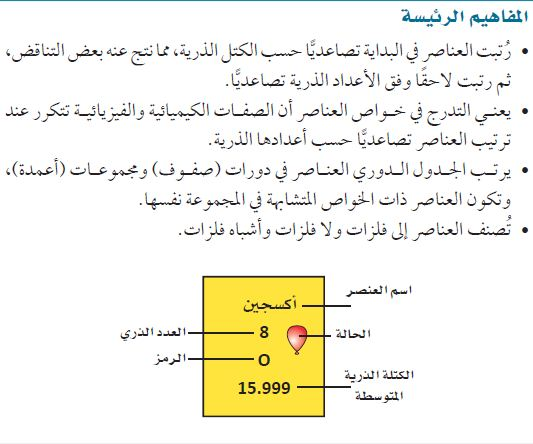 المفاهيم الرئيسة
• رُتبت العناصر في البداية تصاعديًّا حسب الكتل الذرية، مما نتج عنه بعض التناقض،
ثم رتبت لاحقًا وفق الأعداد الذرية تصاعديًّا.
• يعني التدرج في خواص العناصر أن الصفات الكيميائية والفيزيائية تتكرر عند
ترتيب العناصر تصاعديًّا حسب أعدادها الذرية.
• يرتب الجدول الدوري العناصر في دورات (صفوف) ومجموعات (أعمدة)،
وتكون العناصر ذات الخواص المتشابهة في المجموعة نفسها.
• تُصنف العناصر إلى فلزات ولا فلزات وأشباه فلزات.
اسم العنصر
أكسجين
الحالة
8
العدد الذري
O
الرمز
الكتلة الذرية
المتوسطة
15.999